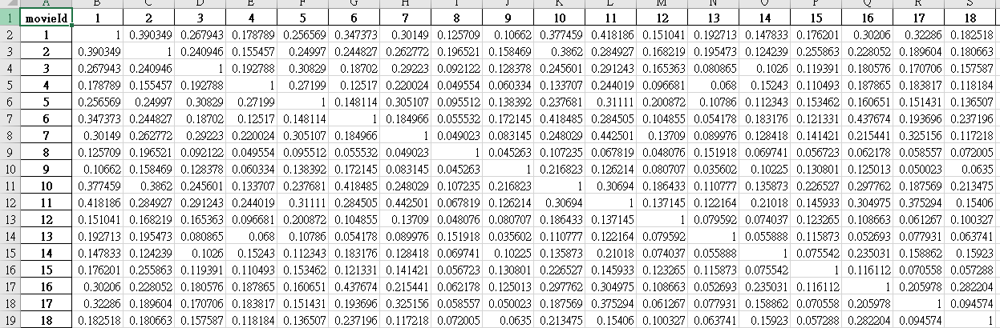 A B C D E F G H I J K L M N O P Q R S
1 movieId 1 2 3 4 5 6 7 8 9 10 11 12 13 14 15 16 17 18
2 1 1 0.390349 0.267943 0.178789 0.256569 0.347373 0.30149 0.125709 0.10662 0.377459 0.418186 0.151041 0.192713 0.147833 0.176201 0.30206 0.32286 0.182518
3 2 0.390349 1 0.240946 0.155457 0.24997 0.244827 0.262772 0.196521 0.158469 0.3862 0.284927 0.168219 0.195473 0.124239 0.255863 0.228052 0.189604 0.180663
4 3 0.267943 0.240946 1 0.192788 0.30829 0.18702 0.29223 0.092122 0.128378 0.245601 0.291243 0.165363 0.080865 0.1026 0.119391 0.180576 0.170706 0.157587
5 4 0.178789 0.155457 0.192788 1 0.27199 0.12517 0.220024 0.049554 0.060334 0.133707 0.244019 0.096681 0.068 0.15243 0.110493 0.187865 0.183817 0.118184
6 5 0.256569 0.24997 0.30829 0.27199 1 0.148114 0.305107 0.095512 0.138392 0.237681 0.31111 0.200872 0.10786 0.112343 0.153462 0.160651 0.151431 0.136507
7 6 0.347373 0.244827 0.18702 0.12517 0.148114 1 0.184966 0.055532 0.172145 0.418485 0.284505 0.104855 0.054178 0.183176 0.121331 0.437674 0.193696 0.237196
8 7 0.30149 0.262772 0.29223 0.220024 0.305107 0.184966 1 0.049023 0.083145 0.248029 0.442501 0.13709 0.089976 0.128418 0.141421 0.215441 0.325156 0.117218
9 8 0.125709 0.196521 0.092122 0.049554 0.095512 0.055532 0.049023 1 0.045263 0.107235 0.067819 0.048076 0.151918 0.069741 0.056723 0.062178 0.058557 0.072005
10 9 0.10662 0.158469 0.128378 0.060334 0.138392 0.172145 0.083145 0.045263 1 0.216823 0.126214 0.080707 0.035602 0.10225 0.130801 0.125013 0.050023 0.0635
11 10 0.377459 0.3862 0.245601 0.133707 0.237681 0.418485 0.248029 0.107235 0.216823 1 0.30694 0.186433 0.110777 0.135873 0.226527 0.297762 0.187569 0.213475
12 11 0.418186 0.284927 0.291243 0.244019 0.31111 0.284505 0.442501 0.067819 0.126214 0.30694 1 0.137145 0.122164 0.21018 0.145933 0.304975 0.375294 0.15406
13 12 0.151041 0.168219 0.165363 0.096681 0.200872 0.104855 0.13709 0.048076 0.080707 0.186433 0.137145 1 0.079592 0.074037 0.123265 0.108663 0.061267 0.100327
14 13 0.192713 0.195473 0.080865 0.068 0.10786 0.054178 0.089976 0.151918 0.035602 0.110777 0.122164 0.079592 1 0.055888 0.115873 0.052693 0.077931 0.063741
15 14 0.147833 0.124239 0.1026 0.15243 0.112343 0.183176 0.128418 0.069741 0.10225 0.135873 0.21018 0.074037 0.055888 1 0.075542 0.235031 0.158862 0.15923
16 15 0.176201 0.255863 0.119391 0.110493 0.153462 0.121331 0.141421 0.056723 0.130801 0.226527 0.145933 0.123265 0.115873 0.075542 1 0.116112 0.070558 0.057288
17 16 0.30206 0.228052 0.180576 0.187865 0.160651 0.437674 0.215441 0.062178 0.125013 0.297762 0.304975 0.108663 0.052693 0.235031 0.116112 1 0.205978 0.282204
18 17 0.32286 0.189604 0.170706 0.183817 0.151431 0.193696 0.325156 0.058557 0.050023 0.187569 0.375294 0.061267 0.077931 0.158862 0.070558 0.205978 1 0.094574
19 18 0.182518 0.180663 0.157587 0.118184 0.136507 0.237196 0.117218 0.072005 0.0635 0.213475 0.15406 0.100327 0.063741 0.15923 0.057288 0.282204 0.094574 1